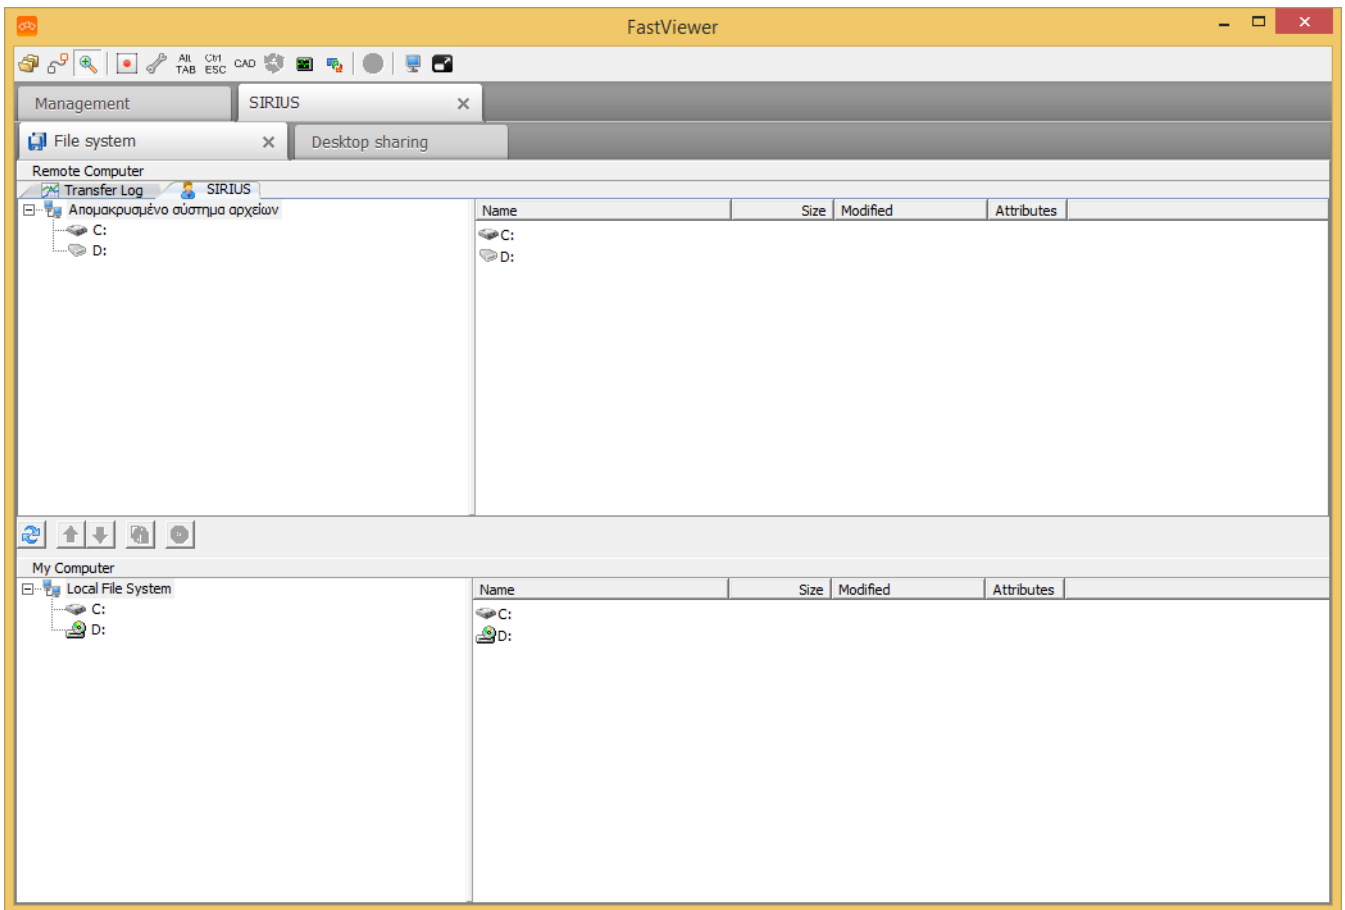 FastViewer
Alt TAB Ctrl ESC CAD
Management SIRIUS
File system Desktop sharing
Remote Computer
Transfer Log SIRIUS
Απομακρυσμένο σύστημα αρχείων Name Size Modified Attributes
C: C:
D: D:
My Computer
Local File System Name Size Modified Attributes
C: C:
D: D: